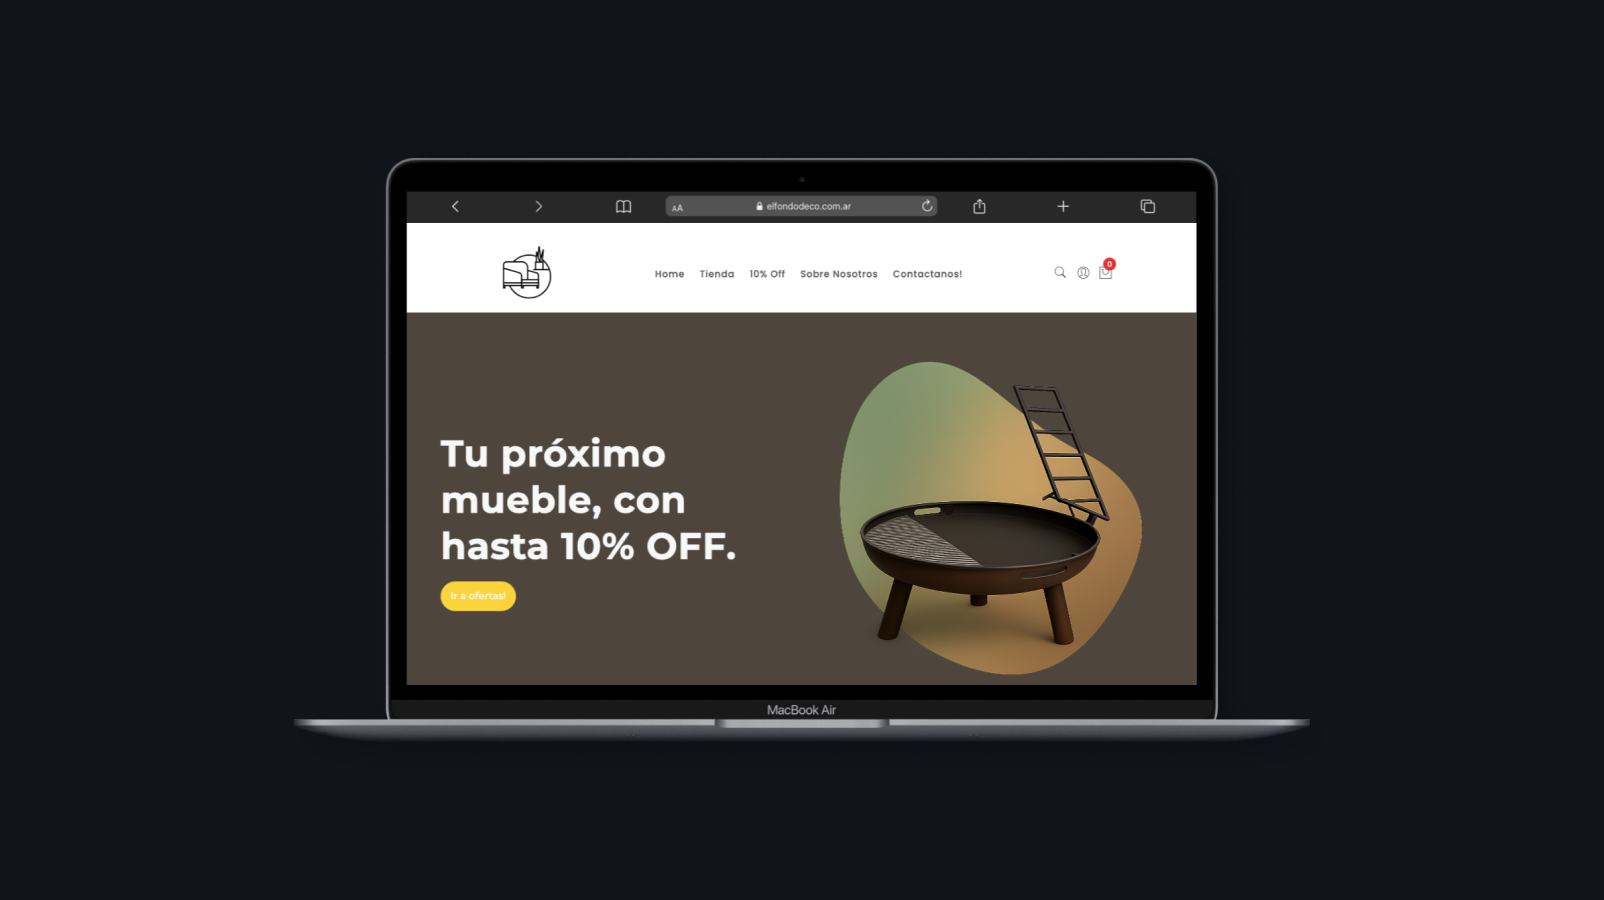 AA
elfondodeco.com.ar
Home Tienda 10% Off Sobre Nosotros Contactanos!
0
Tu próximo
mueble, con
hasta 10% OFF.
Ir a ofertas!
MacBook Air